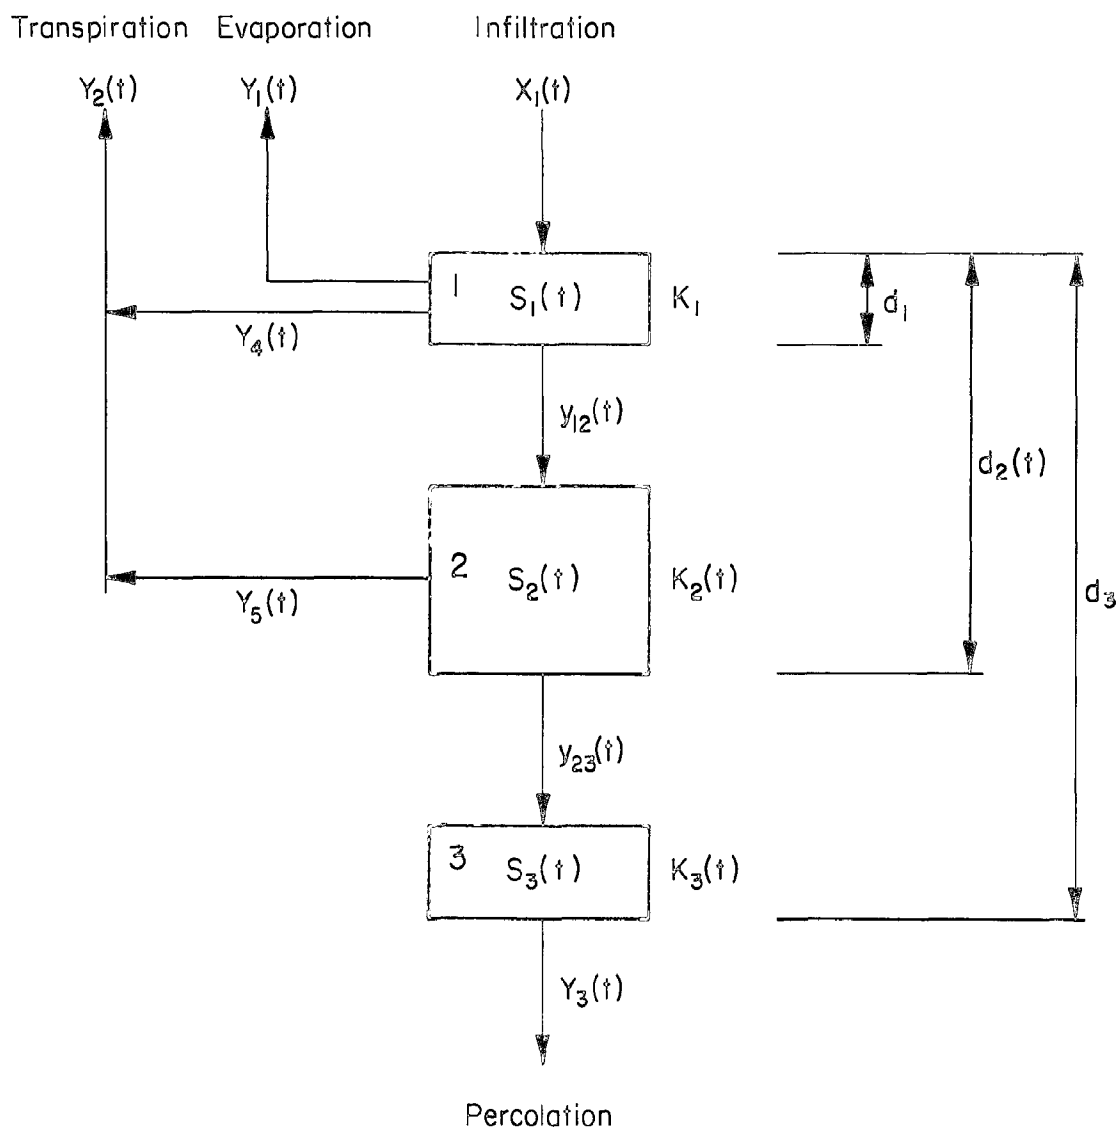 Transpiration Evaporation Infiltration
Y₂(t) Y₁(t) X₁(t)
1 S₁(t) K₁ d₁
Y₄(t)
y₁₂(t)
d₂(t)
2 S₂(t) K₂(t)
Y₅(t) d₃
y₂₃(t)
3 S₃(t) K₃(t)
Y₃(t)
Percolation